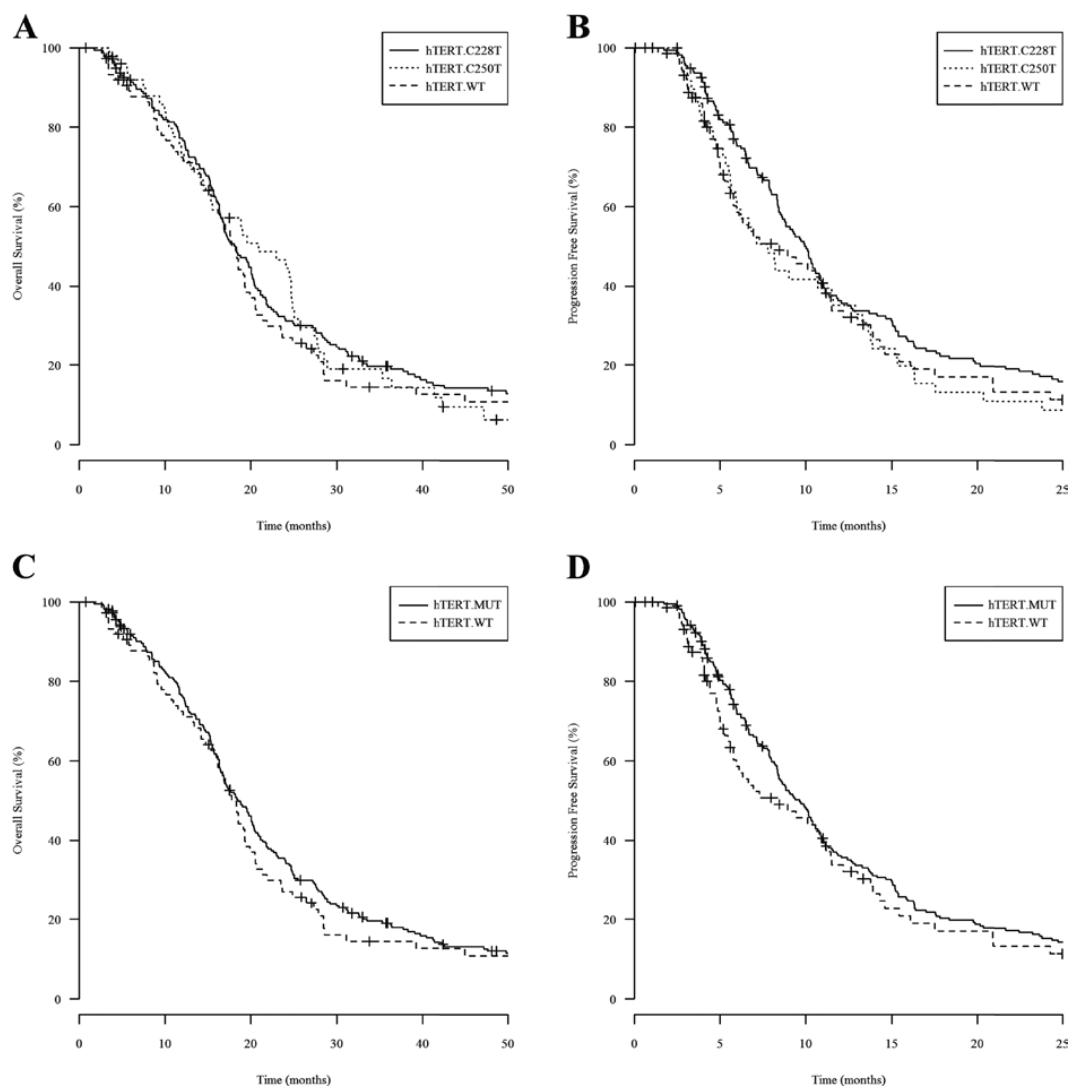 A
hTERT.C228T
hTERT.C250T
hTERT.WT
Overall Survival (%)
100
80
60
40
20
0
0 10 20 30 40 50
Time (months)
B
hTERT.C228T
hTERT.C250T
hTERT.WT
Progression Free Survival (%)
100
80
60
40
20
0
0 5 10 15 20 25
Time (months)
C
hTERT.MUT
hTERT.WT
Overall Survival (%)
100
80
60
40
20
0
0 10 20 30 40 50
Time (months)
D
hTERT.MUT
hTERT.WT
Progression Free Survival (%)
100
80
60
40
20
0
0 5 10 15 20 25
Time (months)